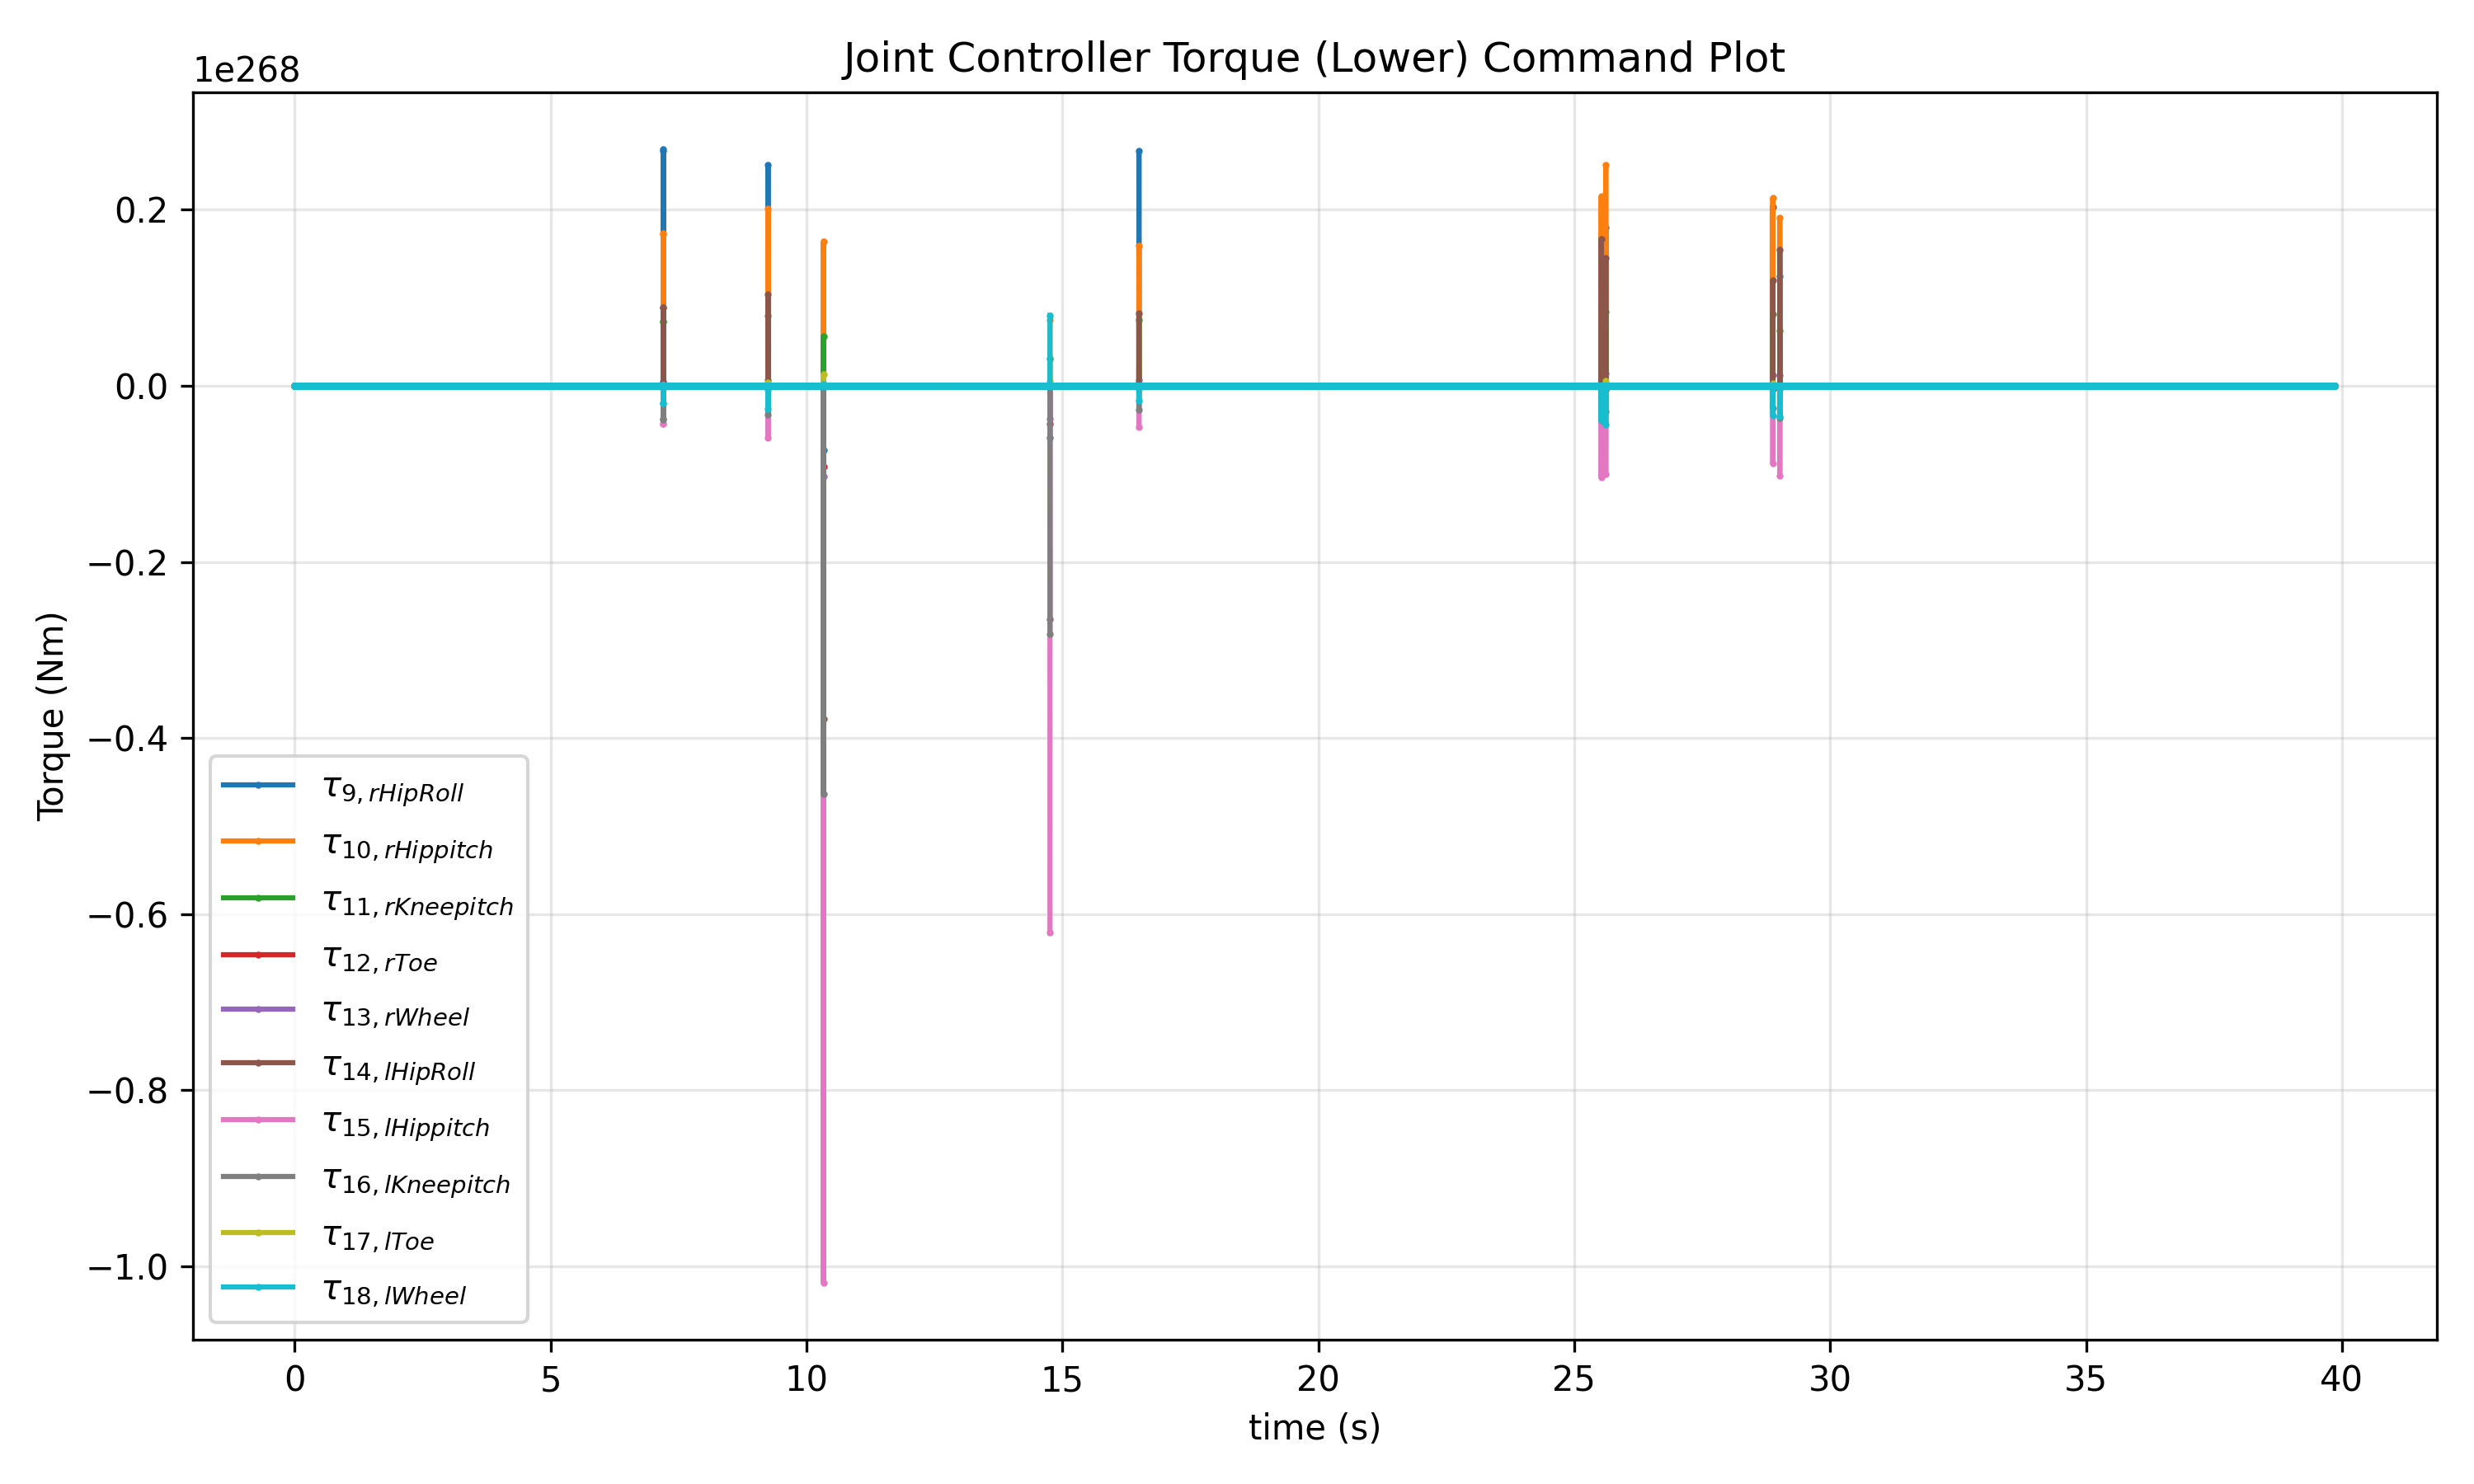 Joint Controller Torque (Lower) Command Plot
1e268
0.2
0.0
−0.2
−0.4
−0.6
−0.8
−1.0
Torque (Nm)
τ9, rHipRoll
τ10, rHippitch
τ11, rKneepitch
τ12, rToe
τ13, rWheel
τ14, lHipRoll
τ15, lHippitch
τ16, lKneepitch
τ17, lToe
τ18, lWheel
0 5 10 15 20 25 30 35 40
time (s)